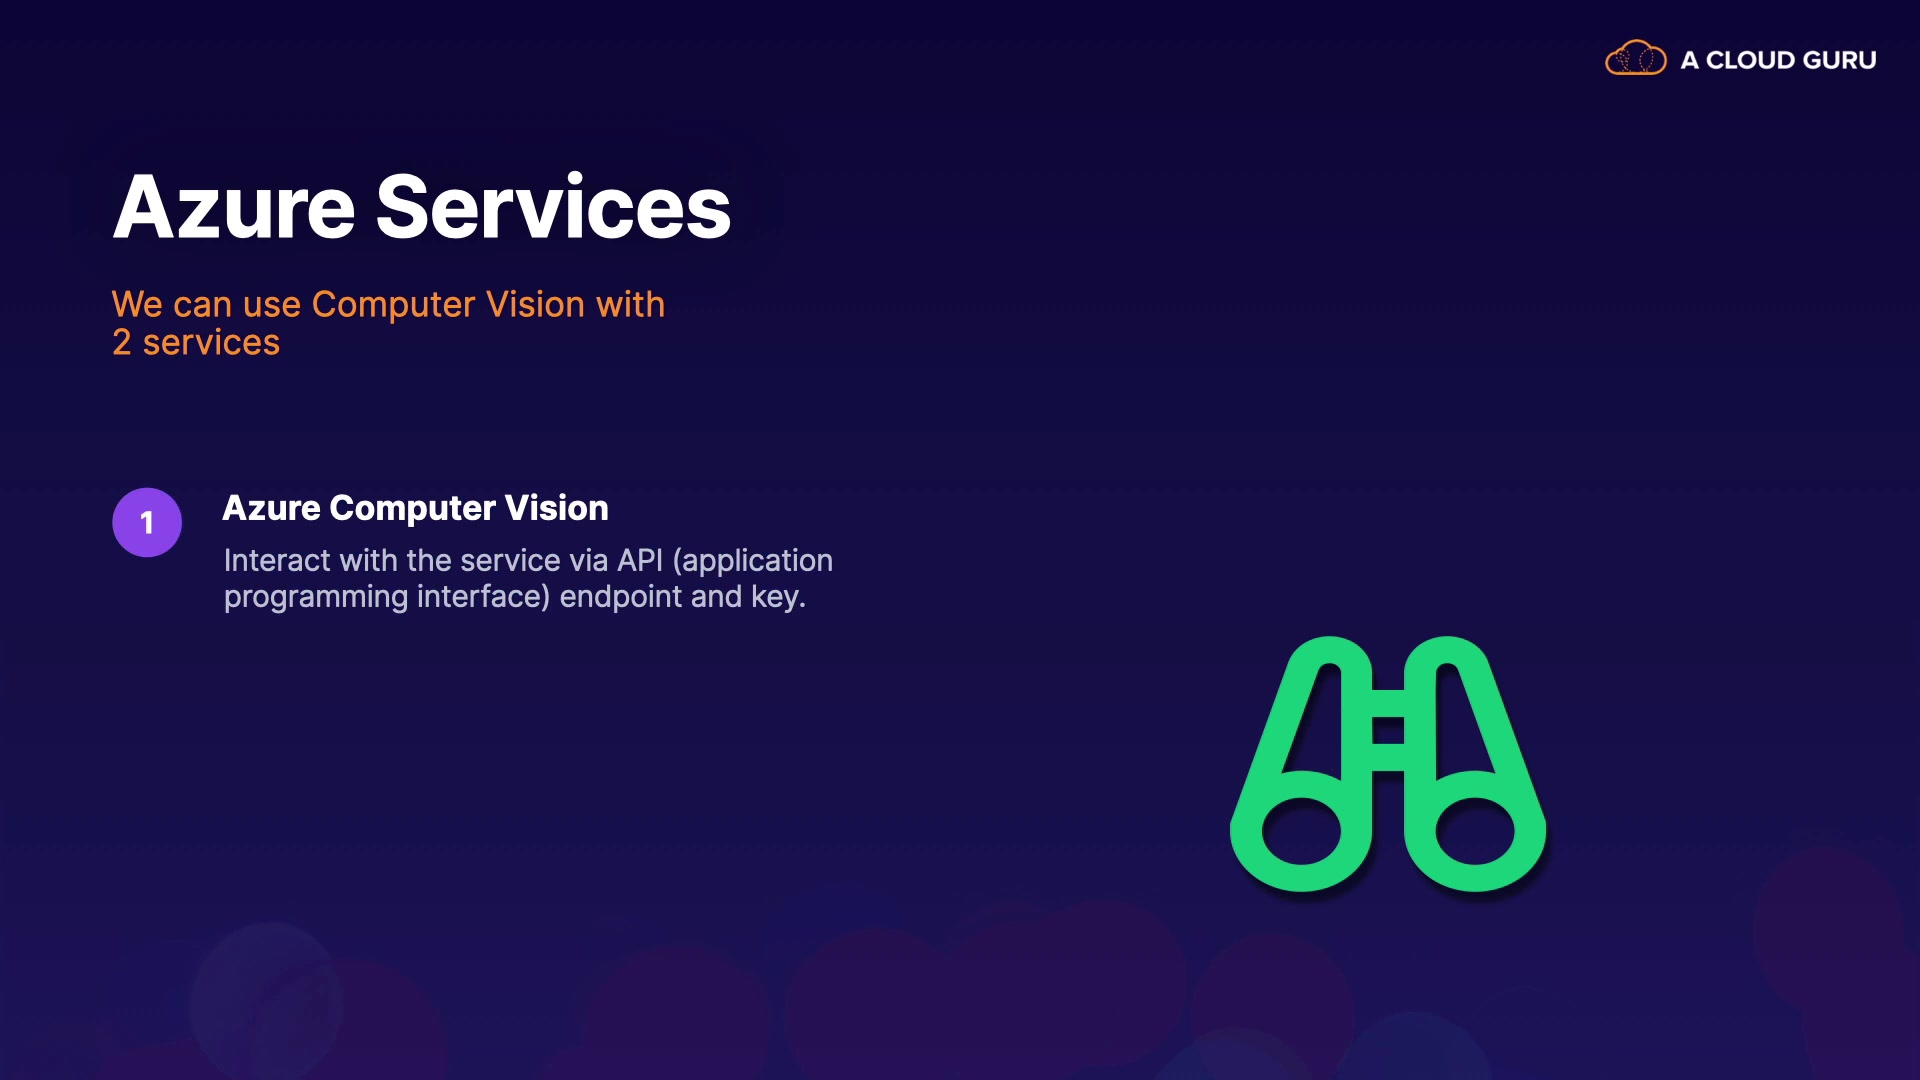 A CLOUD GURU
Azure Services
We can use Computer Vision with
2 services
1
Azure Computer Vision
Interact with the service via API (application
programming interface) endpoint and key.